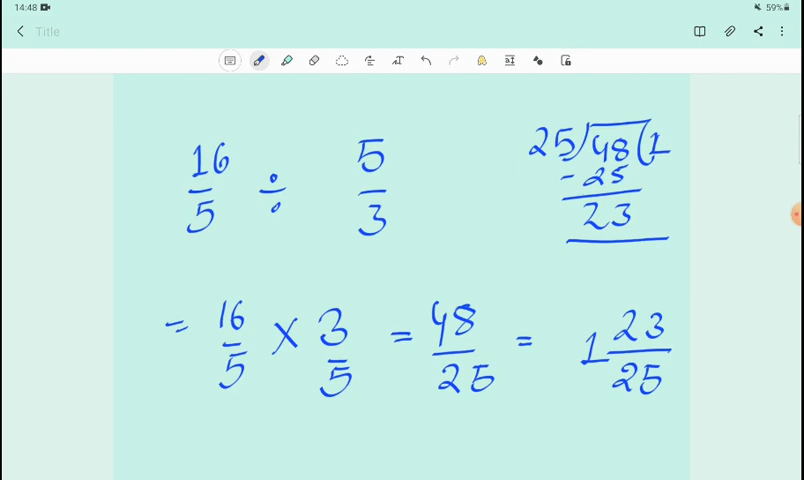 14:48 59%
Title
16/5 ÷ 5/3
25)48(1
-25
23
= 16/5 × 3/5 = 48/25 = 1 23/25